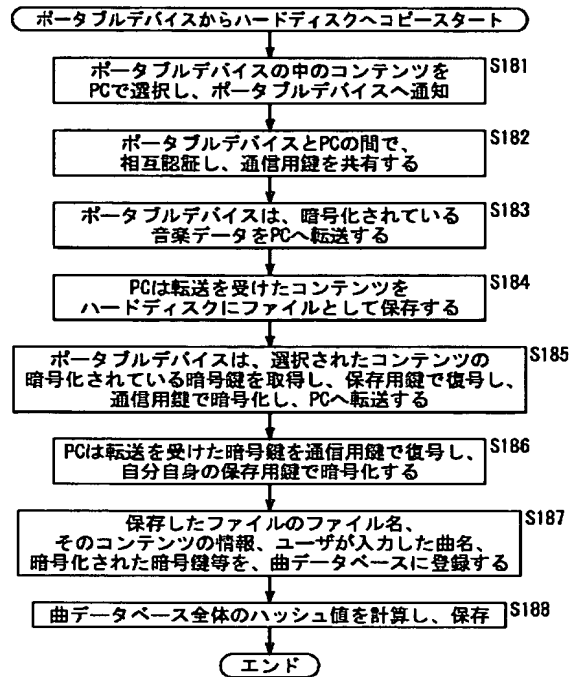 ポータブルデバイスからハードディスクへコピースタート
ポータブルデバイスの中のコンテンツを
PCで選択し、ポータブルデバイスへ通知
S181
ポータブルデバイスとPCの間で、
相互認証し、通信用鍵を共有する
S182
ポータブルデバイスは、暗号化されている
音楽データをPCへ転送する
S183
PCは転送を受けたコンテンツを
ハードディスクにファイルとして保存する
S184
ポータブルデバイスは、選択されたコンテンツの
暗号化されている暗号鍵を取得し、保存用鍵で復号し、
通信用鍵で暗号化し、PCへ転送する
S185
PCは転送を受けた暗号鍵を通信用鍵で復号し、
自分自身の保存用鍵で暗号化する
S186
保存したファイルのファイル名、
そのコンテンツの情報、ユーザが入力した曲名、
暗号化された暗号鍵等を、曲データベースに登録する
S187
曲データベース全体のハッシュ値を計算し、保存
S188
エンド